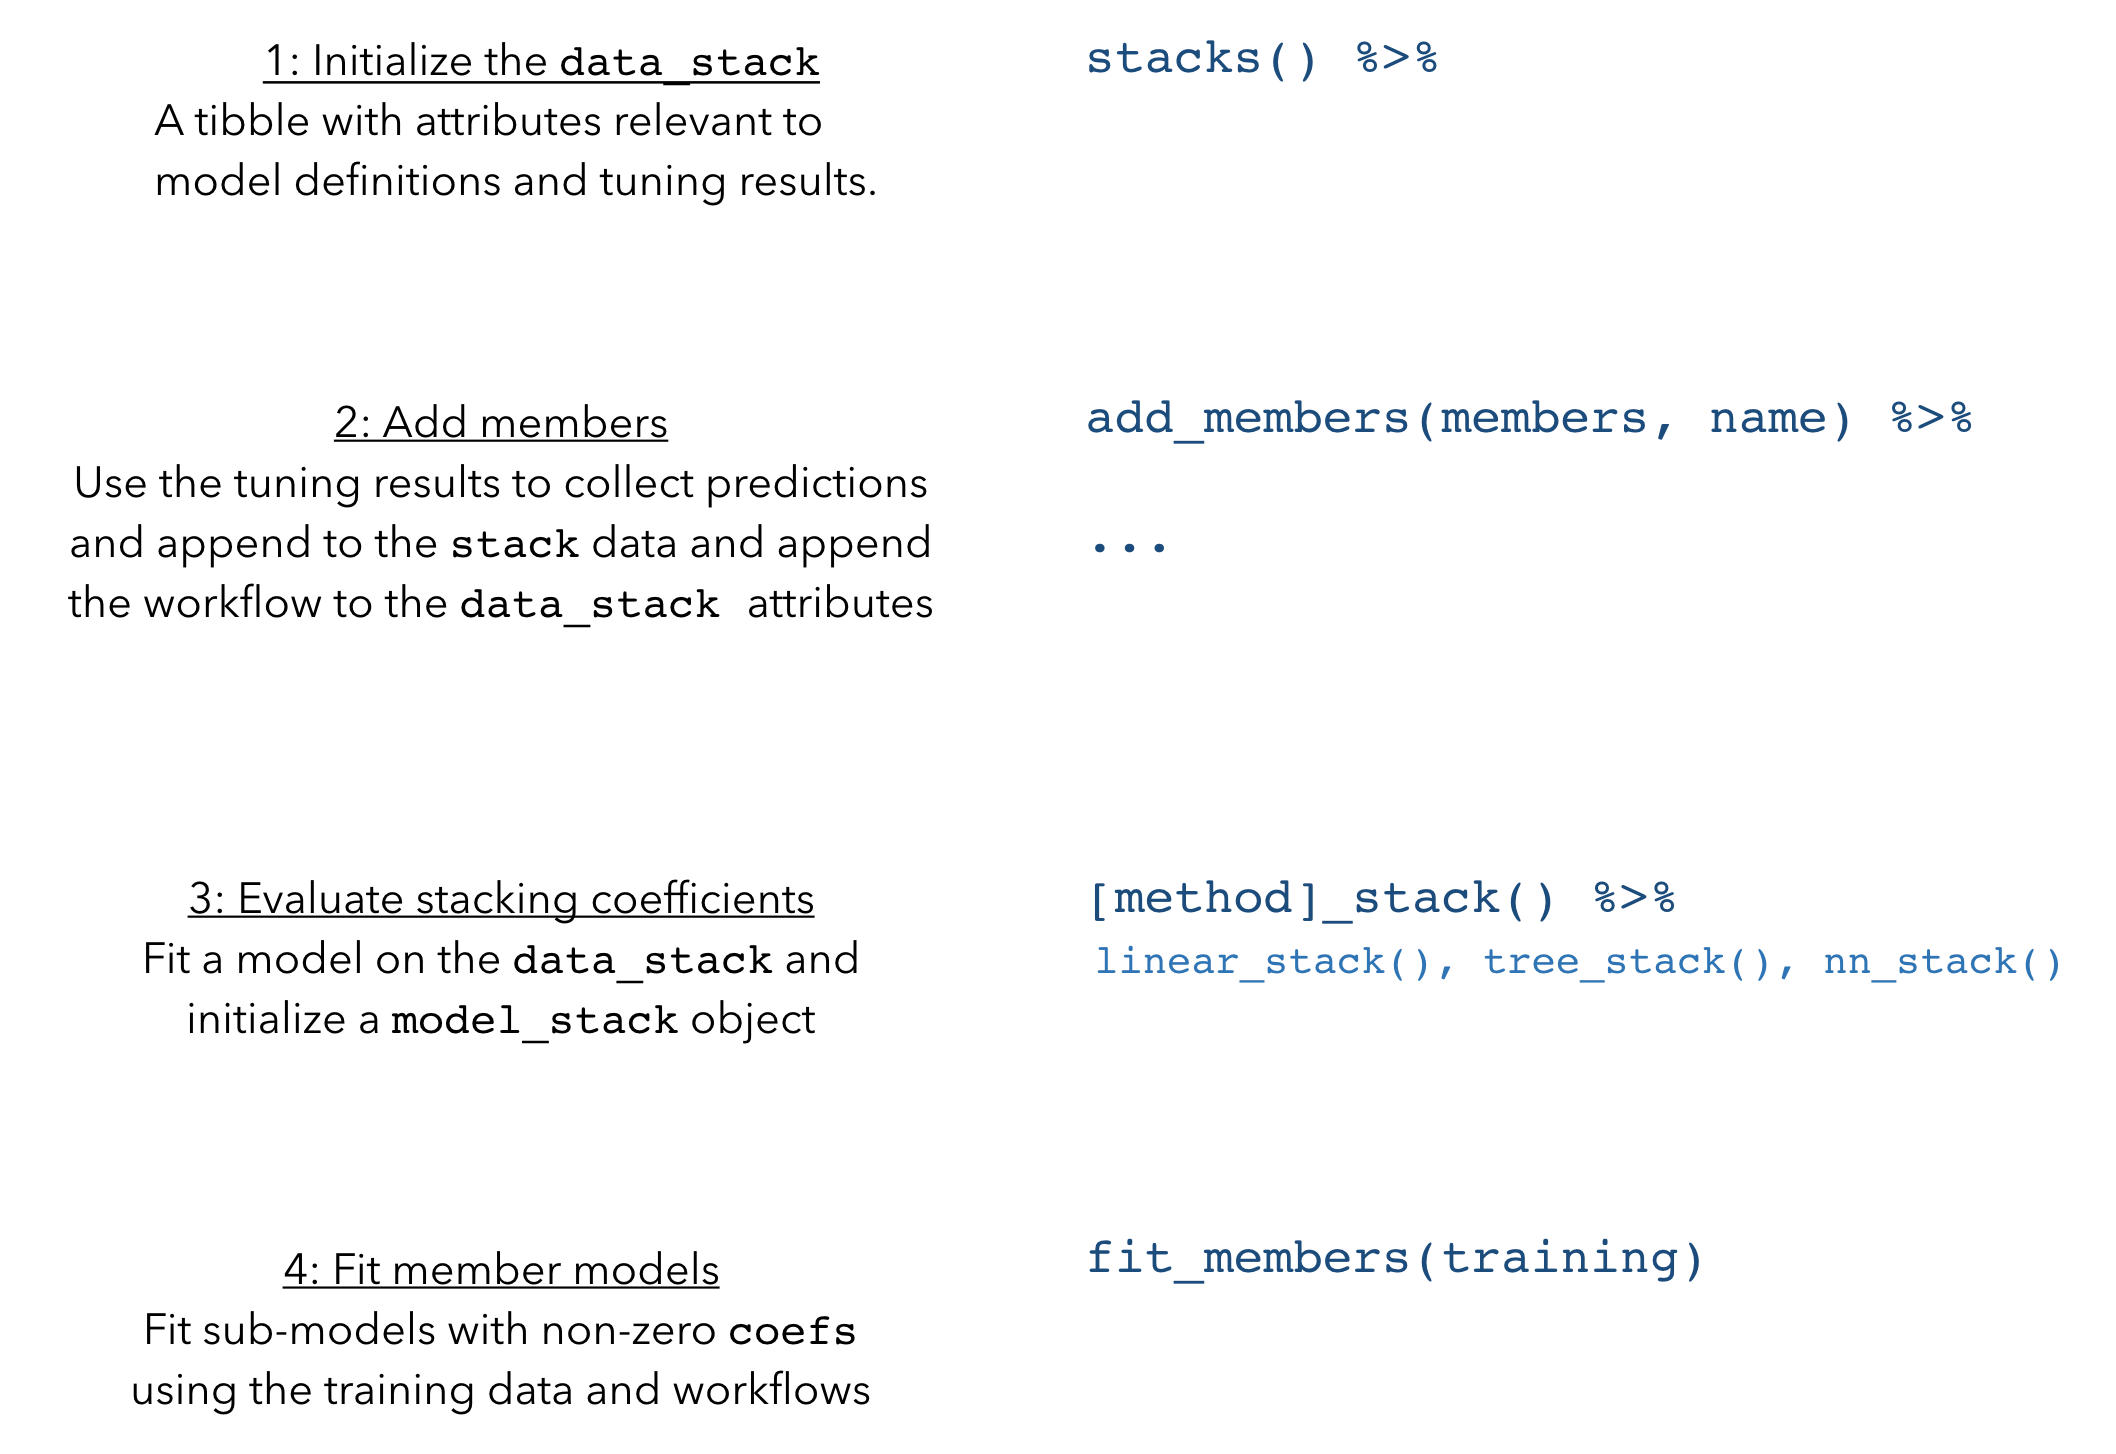 1: Initialize the data_stack
A tibble with attributes relevant to
model definitions and tuning results.
stacks() %>%
2: Add members
Use the tuning results to collect predictions
and append to the stack data and append
the workflow to the data_stack attributes
add_members(members, name) %>%
...
3: Evaluate stacking coefficients
Fit a model on the data_stack and
initialize a model_stack object
[method]_stack() %>%
linear_stack(), tree_stack(), nn_stack()
4: Fit member models
Fit sub-models with non-zero coefs
using the training data and workflows
fit_members(training)